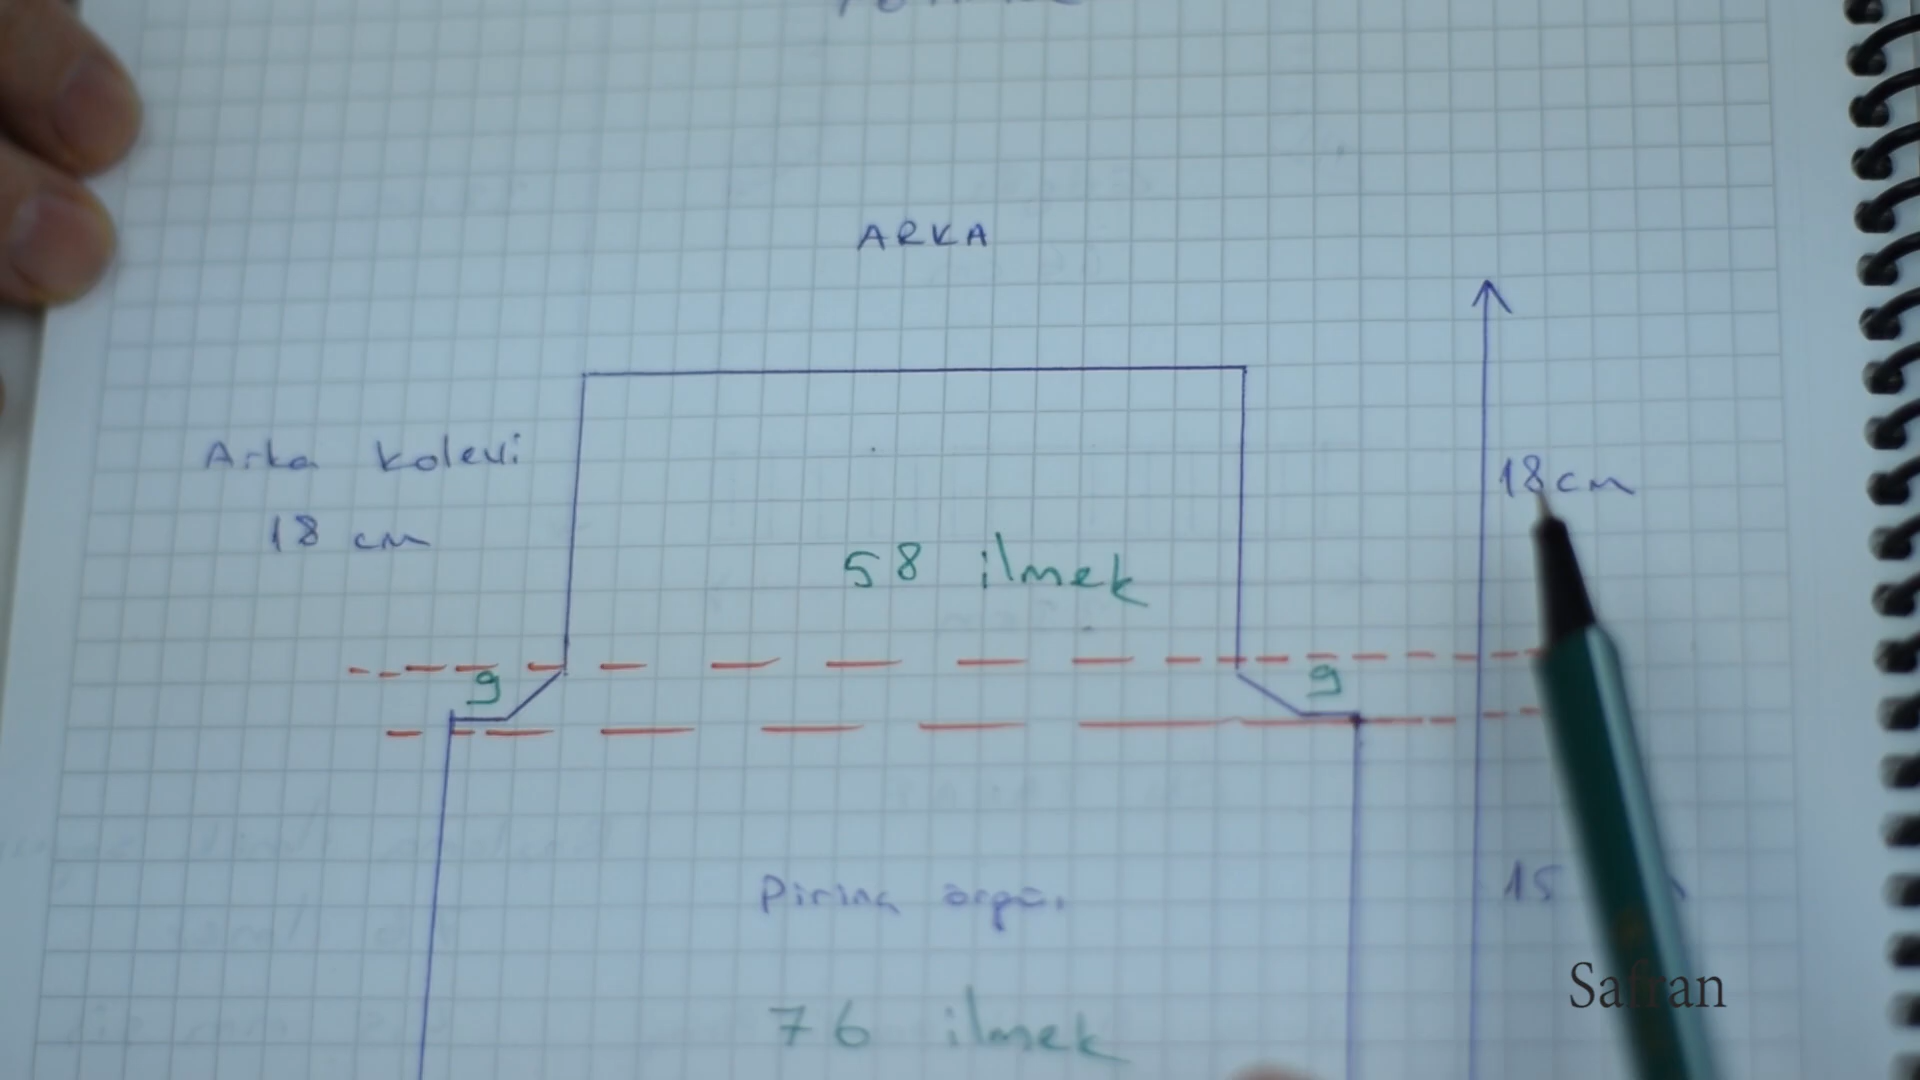 ARKA
Arka kolevi
18 cm
18cm
58 ilmek
9
9
Pirinç örgü.
15
76 ilmek
Safran